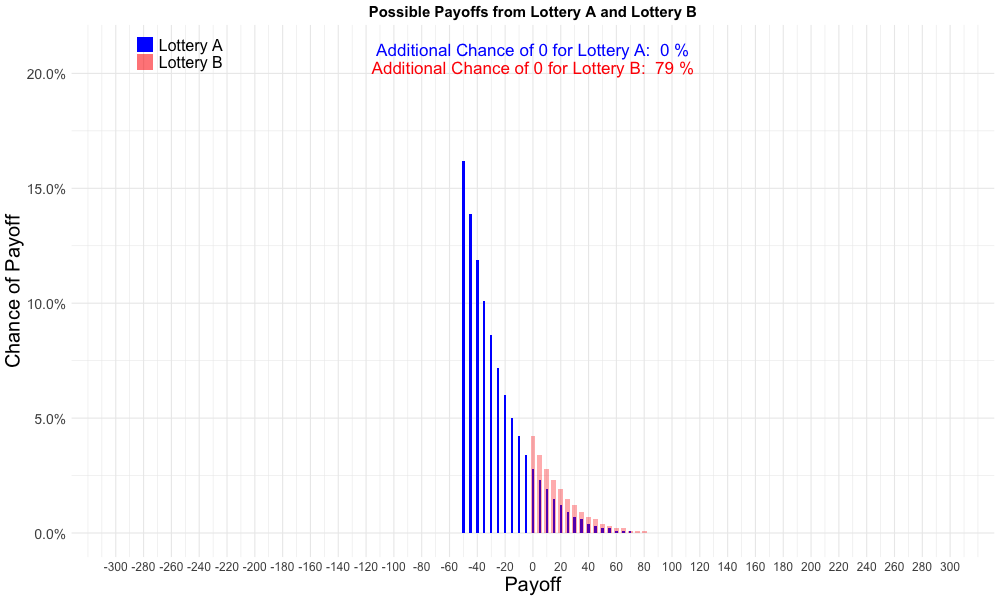 Possible Payoffs from Lottery A and Lottery B
Lottery A
Lottery B
Additional Chance of 0 for Lottery A:  0 %
Additional Chance of 0 for Lottery B:  79 %
Chance of Payoff
20.0%
15.0%
10.0%
5.0%
0.0%
-300 -280 -260 -240 -220 -200 -180 -160 -140 -120 -100 -80 -60 -40 -20 0 20 40 60 80 100 120 140 160 180 200 220 240 260 280 300
Payoff